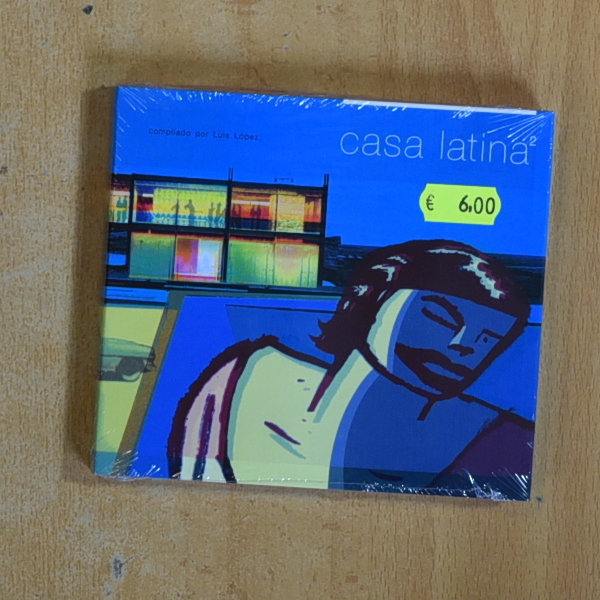 compilado por Luis López.
casa latina²
€ 6.00